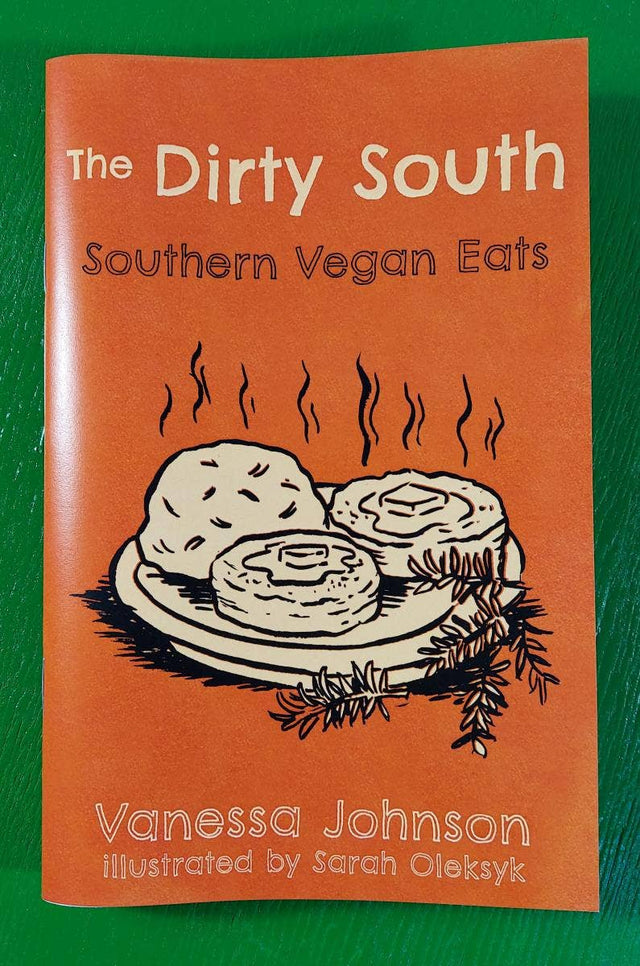 The Dirty South
Southern Vegan Eats
Vanessa Johnson
illustrated by Sarah Oleksyk